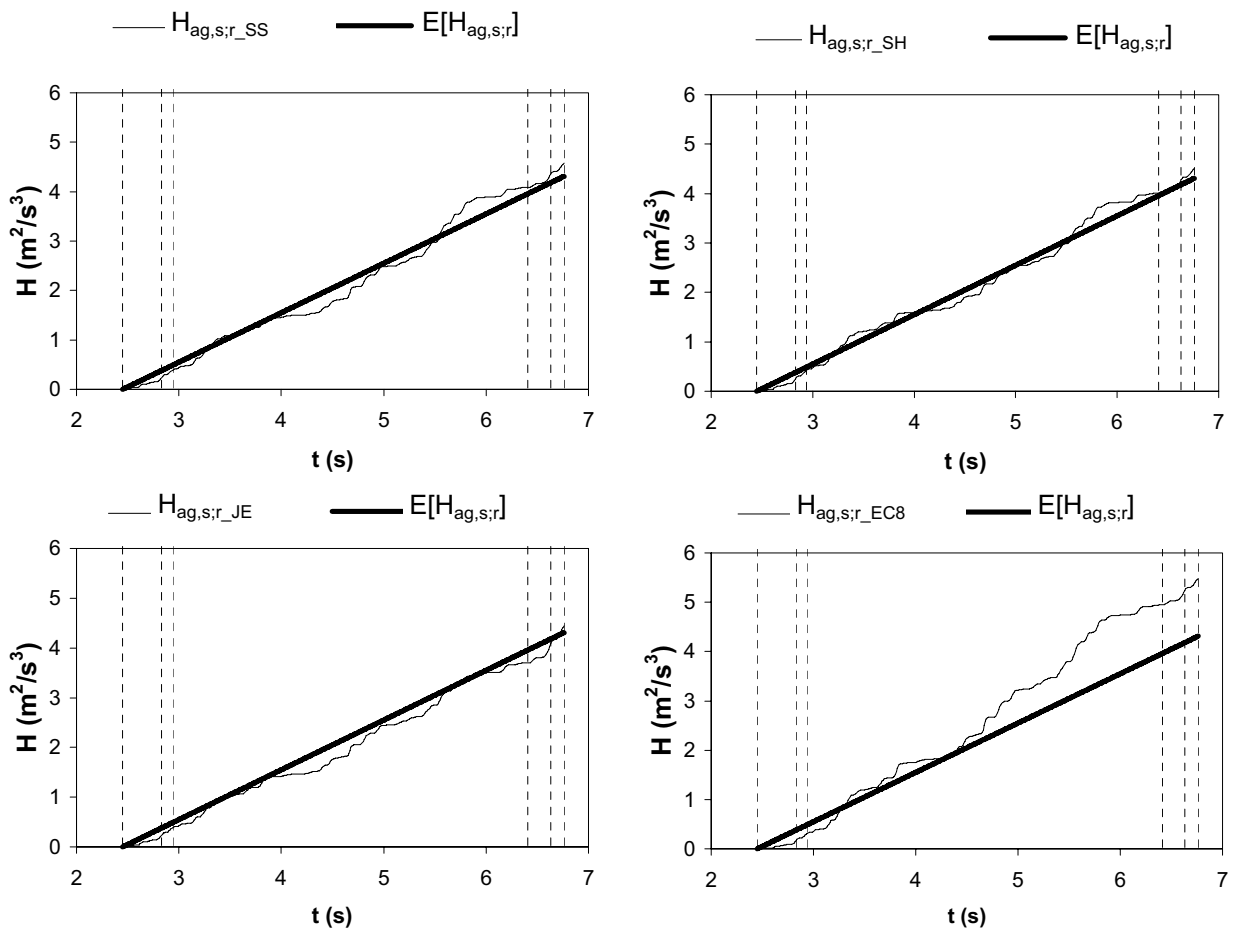 H_ag,s;r_SS E[H_ag,s;r]
6
5
4
3
2
1
0
H (m²/s³)
2 3 4 5 6 7
t (s)
H_ag,s;r_SH E[H_ag,s;r]
6
5
4
3
2
1
0
H (m²/s³)
2 3 4 5 6 7
t (s)
H_ag,s;r_JE E[H_ag,s;r]
6
5
4
3
2
1
0
H (m²/s³)
2 3 4 5 6 7
t (s)
H_ag,s;r_EC8 E[H_ag,s;r]
6
5
4
3
2
1
0
H (m²/s³)
2 3 4 5 6 7
t (s)